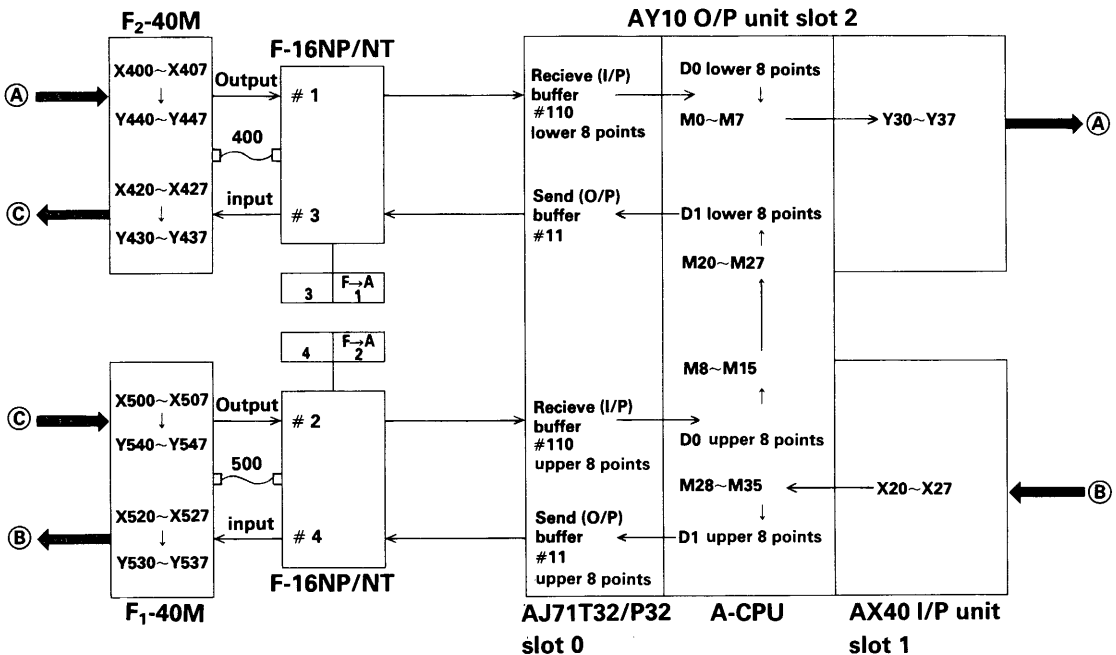 F₂-40M
AY10 O/P unit slot 2
F-16NP/NT
X400~X407
↓
Y440~Y447
Output
# 1
Recieve (I/P)
buffer
#110
lower 8 points
D0 lower 8 points
↓
M0~M7
Y30~Y37
A
A
400
X420~X427
↓
Y430~Y437
input
# 3
Send (O/P)
buffer
#11
D1 lower 8 points
↑
M20~M27
C
3
F→A
1
4
F→A
2
M8~M15
↑
D0 upper 8 points
C
X500~X507
↓
Y540~Y547
Output
# 2
Recieve (I/P)
buffer
#110
upper 8 points
500
M28~M35
↓
D1 upper 8 points
X20~X27
B
B
X520~X527
↓
Y530~Y537
input
# 4
Send (O/P)
buffer
#11
upper 8 points
F-16NP/NT
F₁-40M
AJ71T32/P32
slot 0
A-CPU
AX40 I/P unit
slot 1